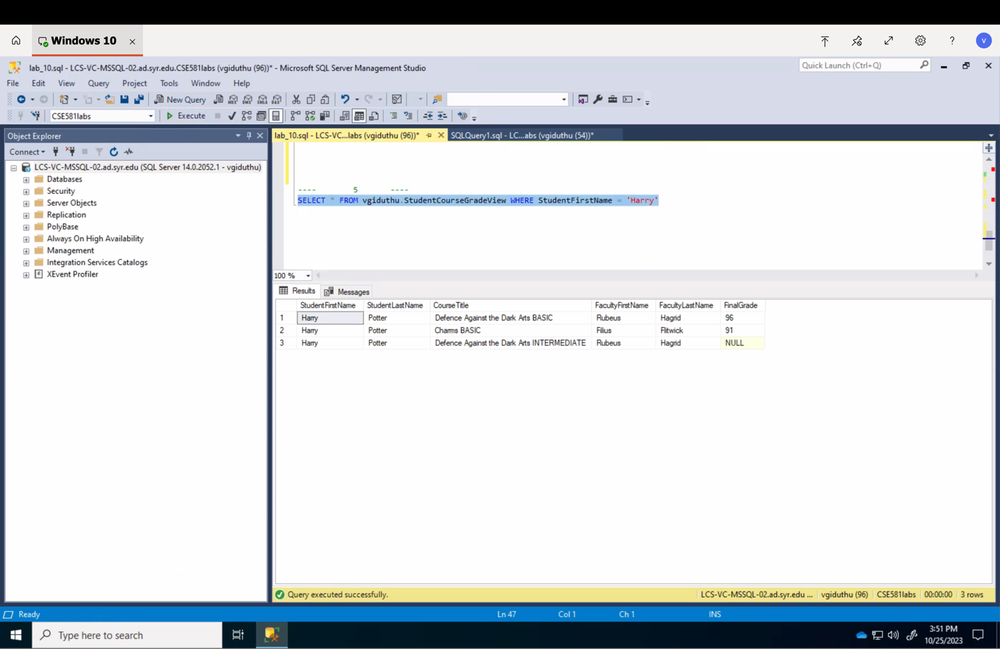 Windows 10
?
V
lab_10.sql - LCS-VC-MSSQL-02.ad.syr.edu.CSE581labs (vgiduthu (96))* - Microsoft SQL Server Management Studio
Quick Launch (Ctrl+Q)
File Edit View Query Project Tools Window Help
New Query
CSE581labs
Execute
Object Explorer
lab_10.sql - LC...VC...labs (vgiduthu (96))*
SQLQuery1.sql - LC...abs (vgiduthu (54))*
Connect
LCS-VC-MSSQL-02.ad.syr.edu (SQL Server 14.0.2052.1 - vgiduthu)
Databases
Security
Server Objects
Replication
PolyBase
Always On High Availability
Management
Integration Services Catalogs
XEvent Profiler
---- 5 ----
SELECT * FROM vgiduthu.StudentCourseGradeView WHERE StudentFirstName = 'Harry'
100 %
Results Messages
StudentFirstName StudentLastName CourseTitle FacultyFirstName FacultyLastName FinalGrade
1 Harry Potter Defence Against the Dark Arts BASIC Rubeus Hagrid 96
2 Harry Potter Charms BASIC Filius Flitwick 91
3 Harry Potter Defence Against the Dark Arts INTERMEDIATE Rubeus Hagrid NULL
Query executed successfully.
LCS-VC-MSSQL-02.ad.syr.edu ... vgiduthu (96) CSE581labs 00:00:00 3 rows
Ready
Ln 47 Col 1 Ch 1 INS
Type here to search
3:51 PM
10/25/2023